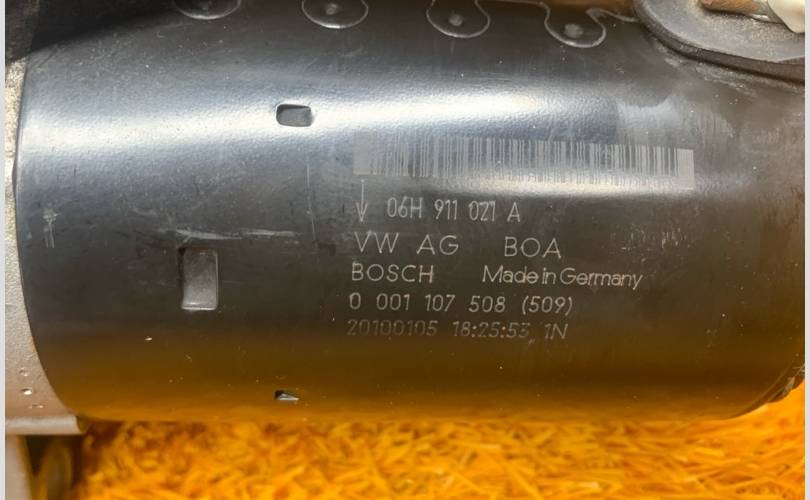 06H 911 021 A
VW AG BOA
BOSCH Made in Germany
0 001 107 508 (509)
20100105 18:25:53 1N